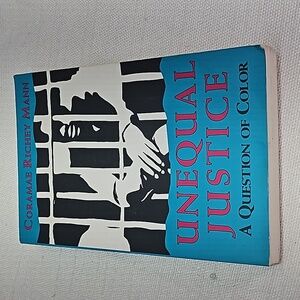 CORAMAE RICHEY MANN
UNEQUAL
JUSTICE
A QUESTION OF COLOR